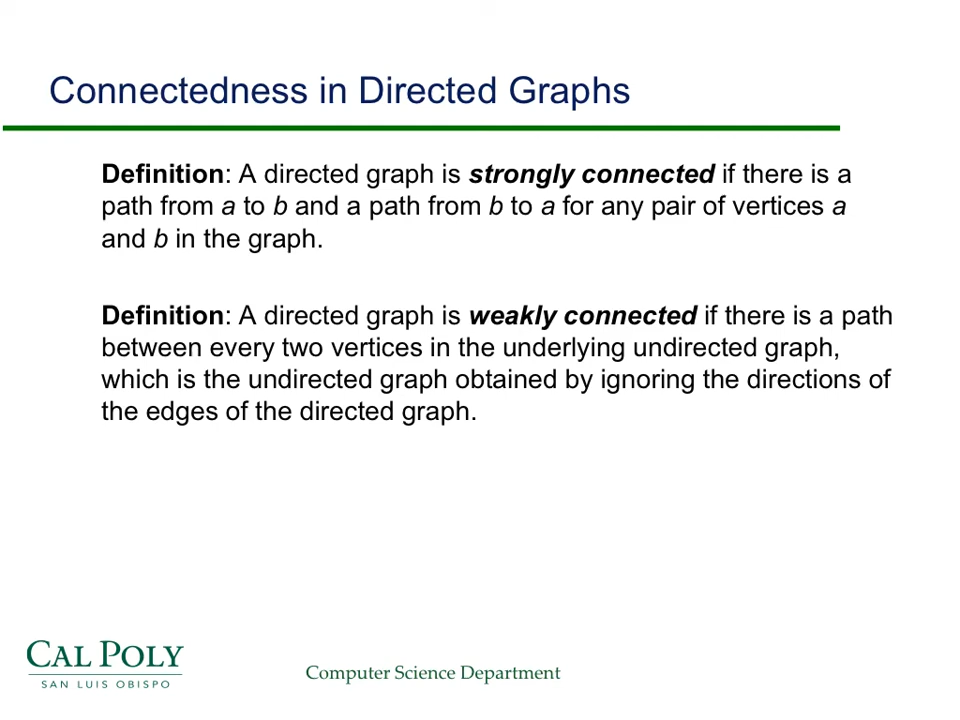 Connectedness in Directed Graphs
Definition: A directed graph is strongly connected if there is a
path from a to b and a path from b to a for any pair of vertices a
and b in the graph.
Definition: A directed graph is weakly connected if there is a path
between every two vertices in the underlying undirected graph,
which is the undirected graph obtained by ignoring the directions of
the edges of the directed graph.
CAL POLY
SAN LUIS OBISPO
Computer Science Department